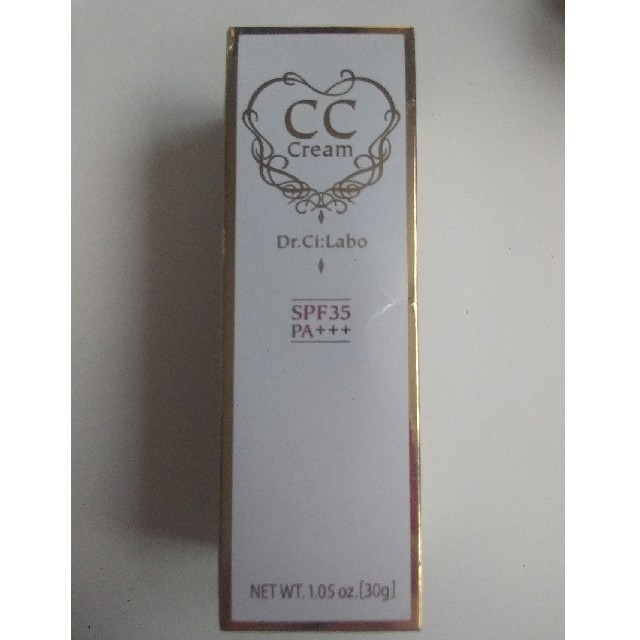 CC
Cream
Dr.Ci:Labo
SPF35
PA+++
NET WT. 1.05 oz.[30g]